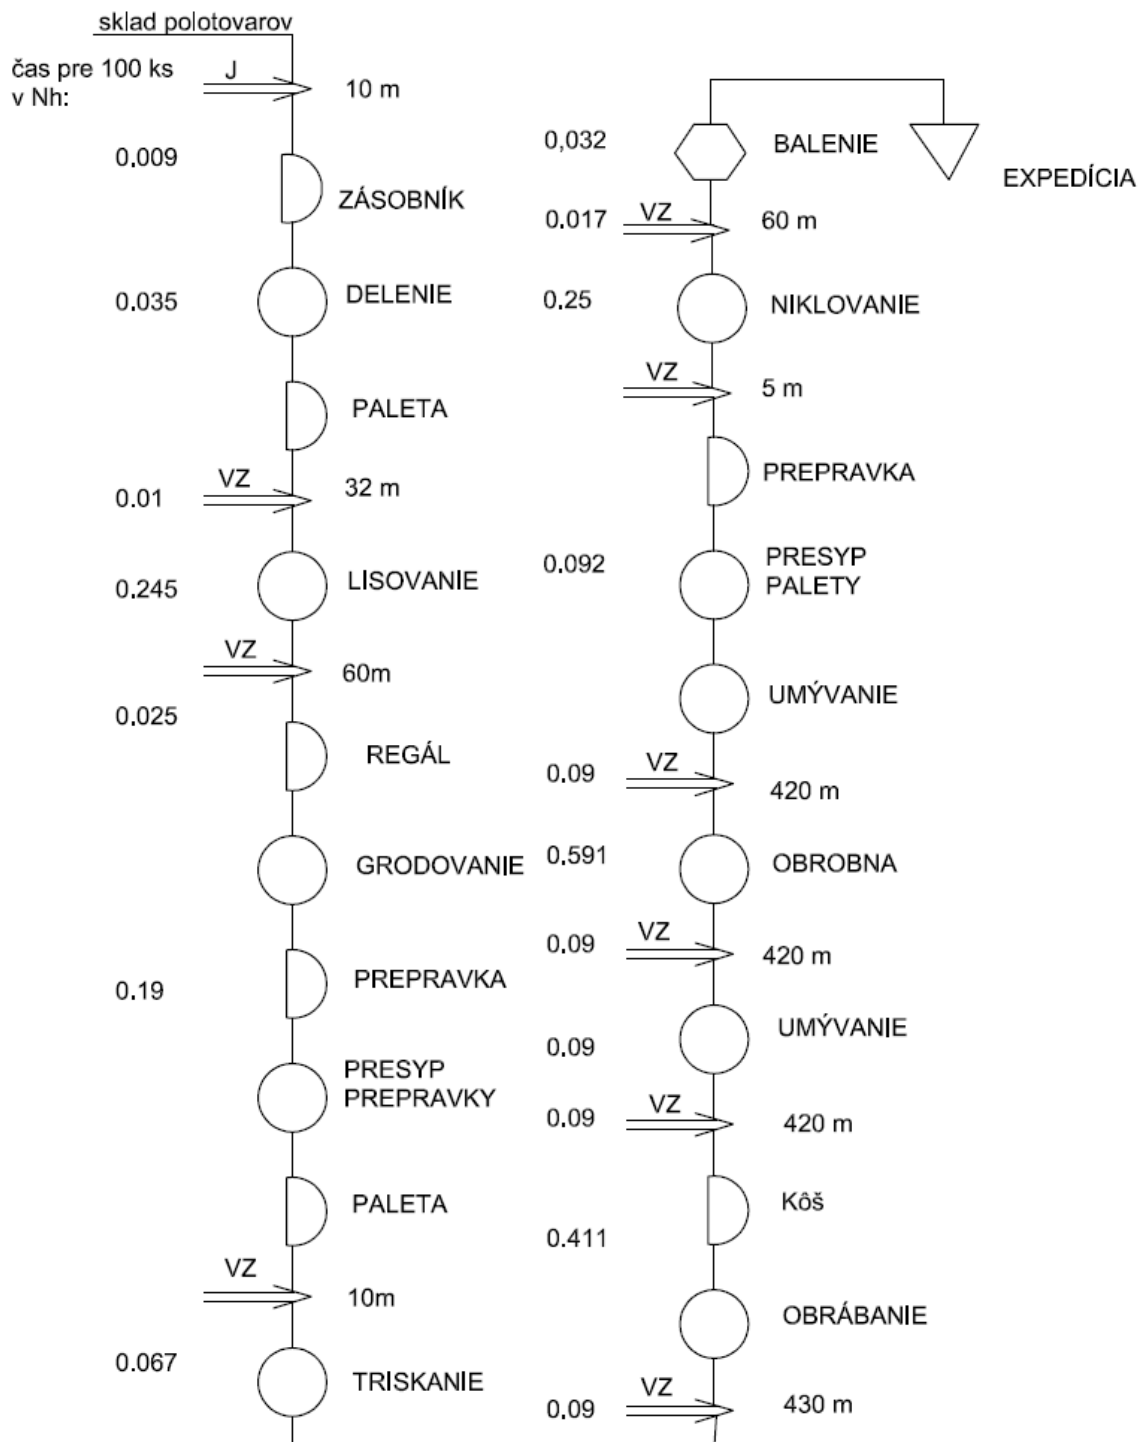 sklad polotovarov
čas pre 100 ks
v Nh:
J
10 m
0.009
ZÁSOBNÍK
0.035
DELENIE
PALETA
VZ
32 m
0.01
LISOVANIE
0.245
VZ
60m
0.025
REGÁL
GRODOVANIE
PREPRAVKA
0.19
PRESYP
PREPRAVKY
PALETA
VZ
10m
0.067
TRISKANIE
0,032
BALENIE
EXPEDÍCIA
0.017
VZ
60 m
0.25
NIKLOVANIE
VZ
5 m
PREPRAVKA
0.092
PRESYP
PALETY
UMÝVANIE
0.09
VZ
420 m
0.591
OBROBNA
0.09
VZ
420 m
UMÝVANIE
0.09
0.09
VZ
420 m
Kôš
0.411
OBRÁBANIE
0.09
VZ
430 m